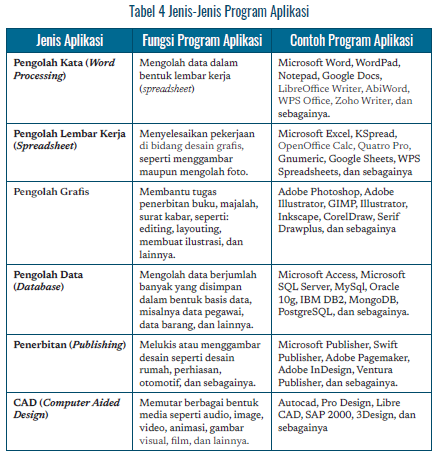 Tabel 4 Jenis-Jenis Program Aplikasi
Jenis Aplikasi
Fungsi Program Aplikasi
Contoh Program Aplikasi
Pengolah Kata (Word
Processing)
Mengolah data dalam
bentuk lembar kerja
(spreadsheet)
Microsoft Word, WordPad,
Notepad, Google Docs,
LibreOffice Writer, AbiWord,
WPS Office, Zoho Writer, dan
sebagainya.
Pengolah Lembar Kerja
(Spreadsheet)
Menyelesaikan pekerjaan
di bidang desain grafis,
seperti menggambar
maupun mengolah foto.
Microsoft Excel, KSpread,
OpenOffice Calc, Quatro Pro,
Gnumeric, Google Sheets, WPS
Spreadsheets, dan sebagainya
Pengolah Grafis
Membantu tugas
penerbitan buku, majalah,
surat kabar, seperti:
editing, layouting,
membuat ilustrasi, dan
lainnya.
Adobe Photoshop, Adobe
Illustrator, GIMP, Illustrator,
Inkscape, CorelDraw, Serif
Drawplus, dan sebagainya
Pengolah Data
(Database)
Mengolah data berjumlah
banyak yang disimpan
dalam bentuk basis data,
misalnya data pegawai,
data barang, dan lainnya.
Microsoft Access, Microsoft
SQL Server, MySql, Oracle
10g, IBM DB2, MongoDB,
PostgreSQL, dan sebagainya.
Penerbitan (Publishing)
Melukis atau menggambar
desain seperti desain
rumah, perhiasan,
otomotif, dan sebagainya.
Microsoft Publisher, Swift
Publisher, Adobe Pagemaker,
Adobe InDesign, Ventura
Publisher, dan sebagainya.
CAD (Computer Aided
Design)
Memutar berbagai bentuk
media seperti audio, image,
video, animasi, gambar
visual, film, dan lainnya.
Autocad, Pro Design, Libre
CAD, SAP 2000, 3Design, dan
sebagainya